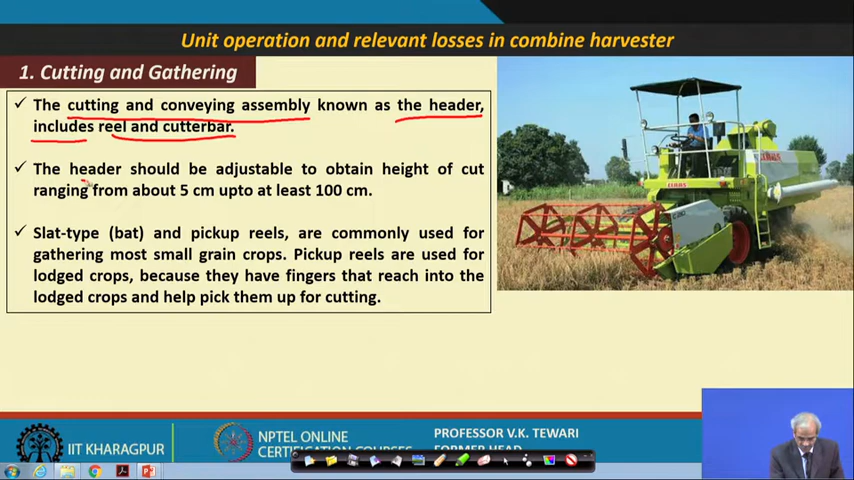 Unit operation and relevant losses in combine harvester
1. Cutting and Gathering
✓ The cutting and conveying assembly known as the header,
includes reel and cutterbar.
✓ The header should be adjustable to obtain height of cut
ranging from about 5 cm upto at least 100 cm.
✓ Slat-type (bat) and pickup reels, are commonly used for
gathering most small grain crops. Pickup reels are used for
lodged crops, because they have fingers that reach into the
lodged crops and help pick them up for cutting.
CLAAS
CLAAS
IIT KHARAGPUR
NPTEL ONLINE
CERTIFICATION COURSES
PROFESSOR V.K. TEWARI
FORMER HEAD